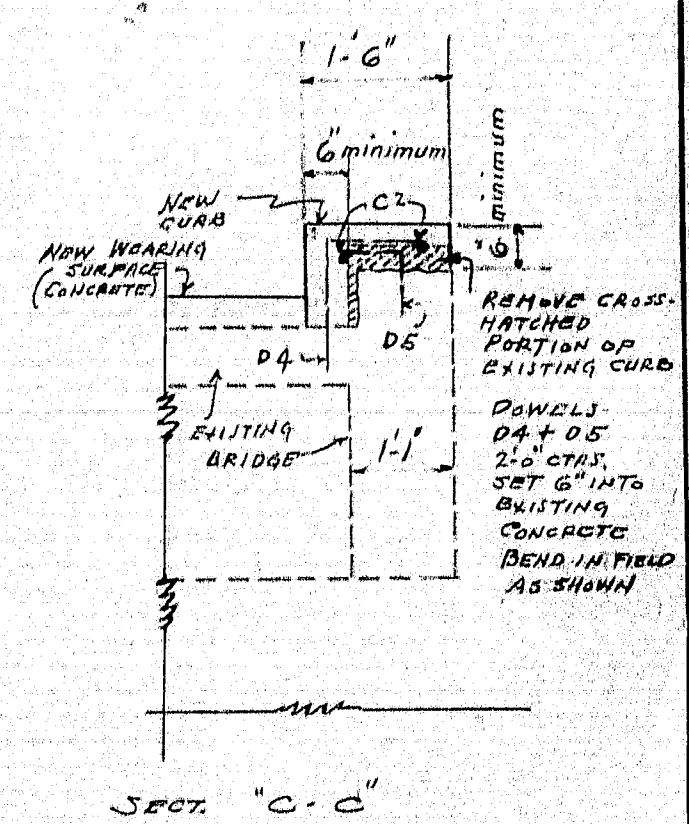 1'-6"
6" minimum
minimum
6"
NEW
CURB
C2
NEW WEARING
SURFACE
(CONCRETE)
D4
D5
REMOVE CROSS-
HATCHED
PORTION OF
EXISTING CURB
EXISTING
BRIDGE
1'-1"
DOWELS
D4 + D5
2'-0" CTRS.
SET 6" INTO
EXISTING
CONCRETE
BEND IN FIELD
AS SHOWN
SECT. "C-C"